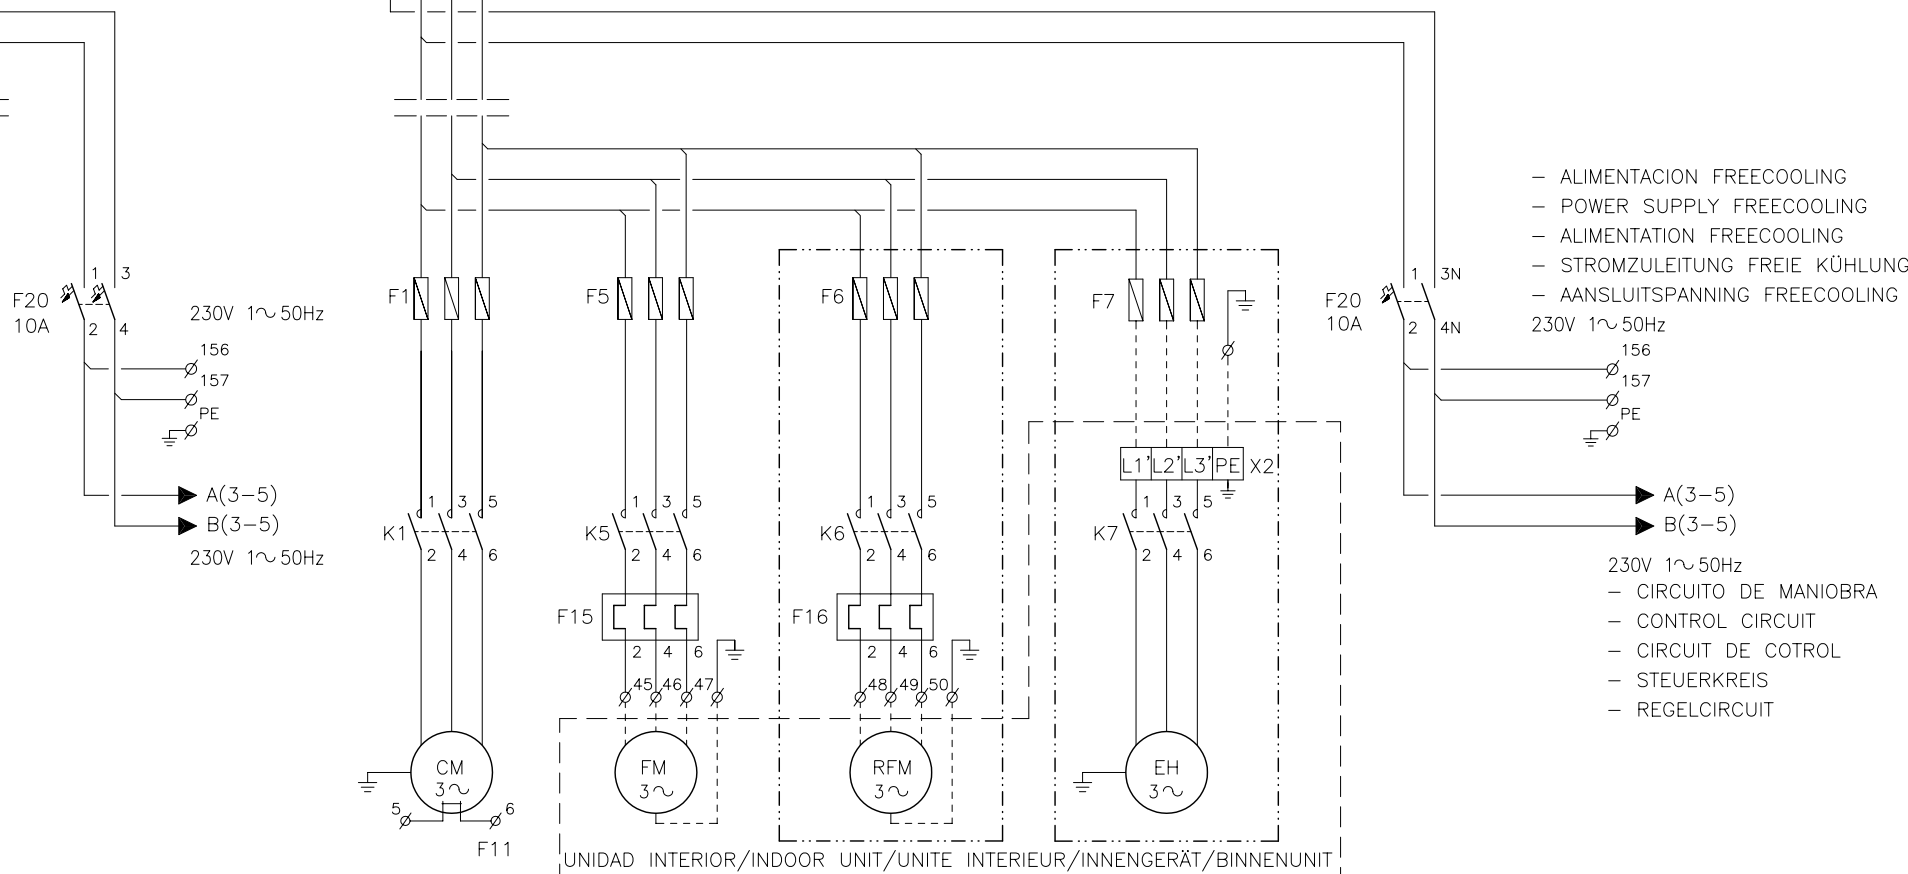 – ALIMENTACION FREECOOLING
– POWER SUPPLY FREECOOLING
– ALIMENTATION FREECOOLING
– STROMZULEITUNG FREIE KÜHLUNG
– AANSLUITSPANNING FREECOOLING
230V 1~ 50Hz
1 3
F20
10A
2 4
230V 1~ 50Hz
156
157
PE
A(3-5)
B(3-5)
230V 1~ 50Hz
F1
F5
F6
F7
1 3N
F20
10A
2 4N
156
157
PE
A(3-5)
B(3-5)
230V 1~ 50Hz
– CIRCUITO DE MANIOBRA
– CONTROL CIRCUIT
– CIRCUIT DE COTROL
– STEUERKREIS
– REGELCIRCUIT
L1' L2' L3' PE X2
1 3 5
K1
2 4 6
1 3 5
K5
2 4 6
1 3 5
K6
2 4 6
1 3 5
K7
2 4 6
F15
2 4 6
45 46 47
F16
2 4 6
48 49 50
CM
3~
5 6
F11
FM
3~
RFM
3~
EH
3~
UNIDAD INTERIOR/INDOOR UNIT/UNITE INTERIEUR/INNENGERÄT/BINNENUNIT